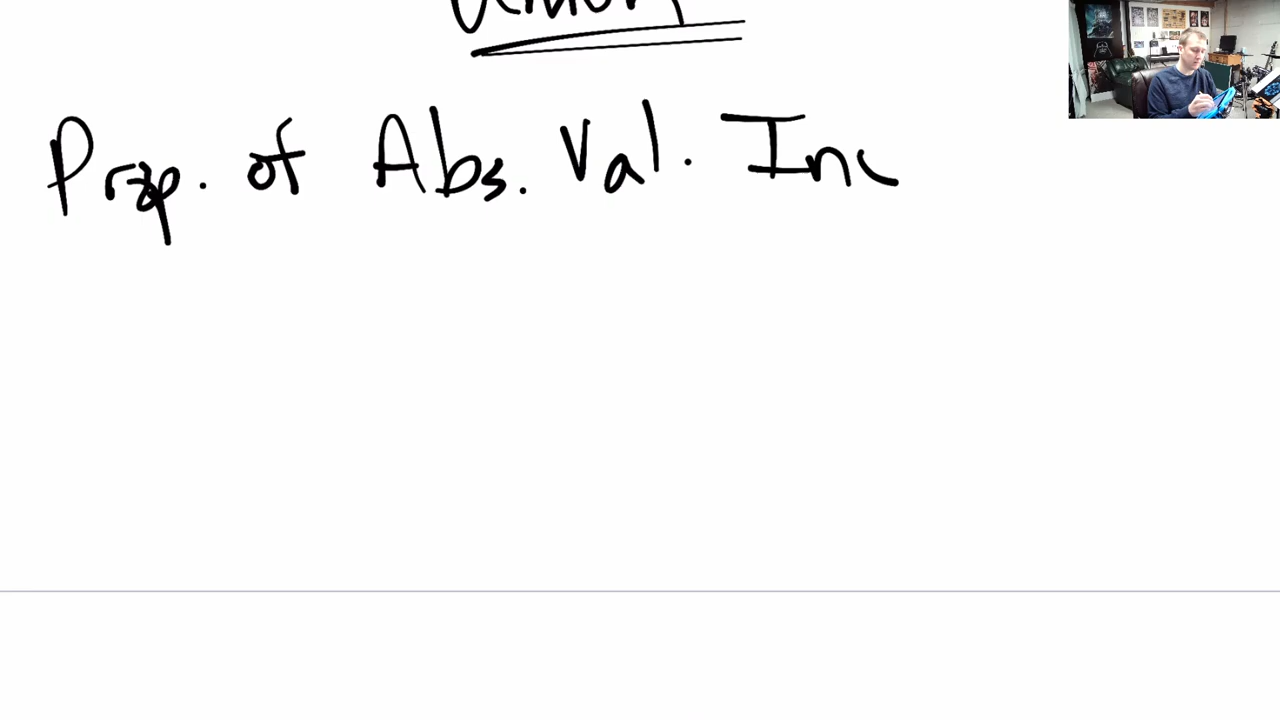 Prop. of Abs. Val. Inc